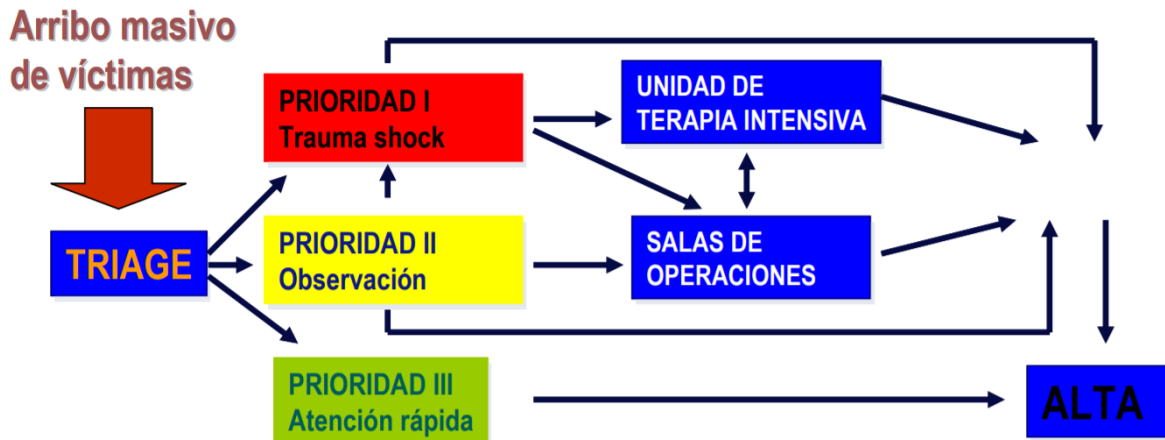 Arribo masivo
de víctimas
PRIORIDAD I
Trauma shock
UNIDAD DE
TERAPIA INTENSIVA
TRIAGE
PRIORIDAD II
Observación
SALAS DE
OPERACIONES
PRIORIDAD III
Atención rápida
ALTA